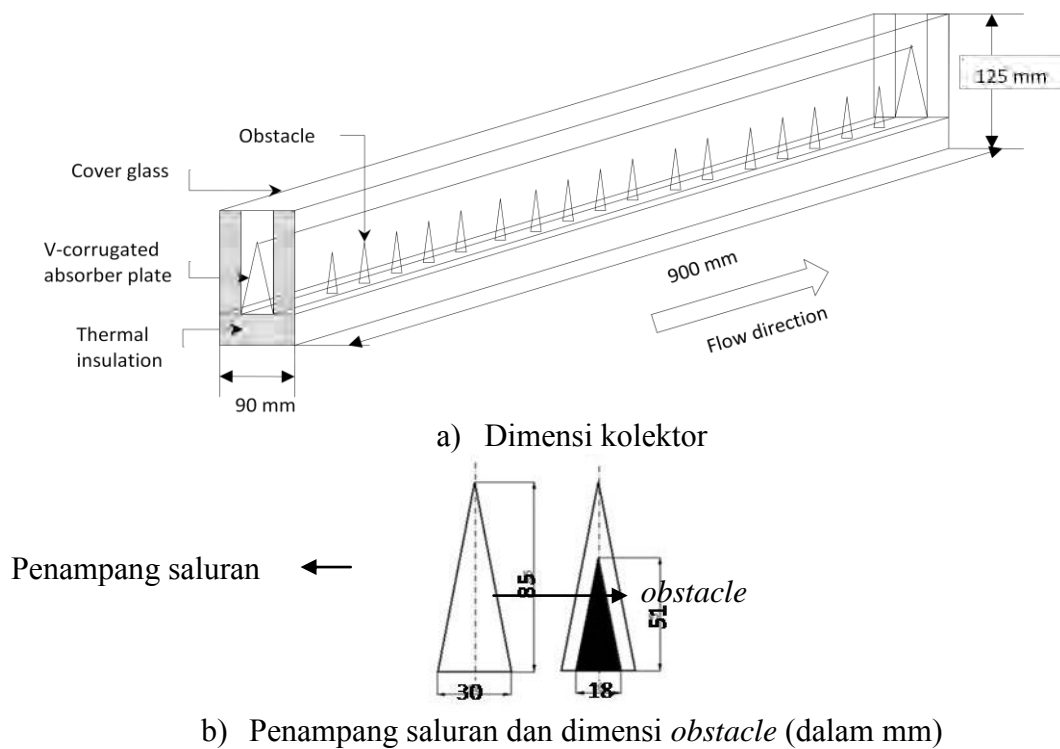 125 mm
Obstacle
Cover glass
V-corrugated
absorber plate
900 mm
Flow direction
Thermal
insulation
90 mm
a) Dimensi kolektor
Penampang saluran
85
obstacle
51
30
18
b) Penampang saluran dan dimensi obstacle (dalam mm)